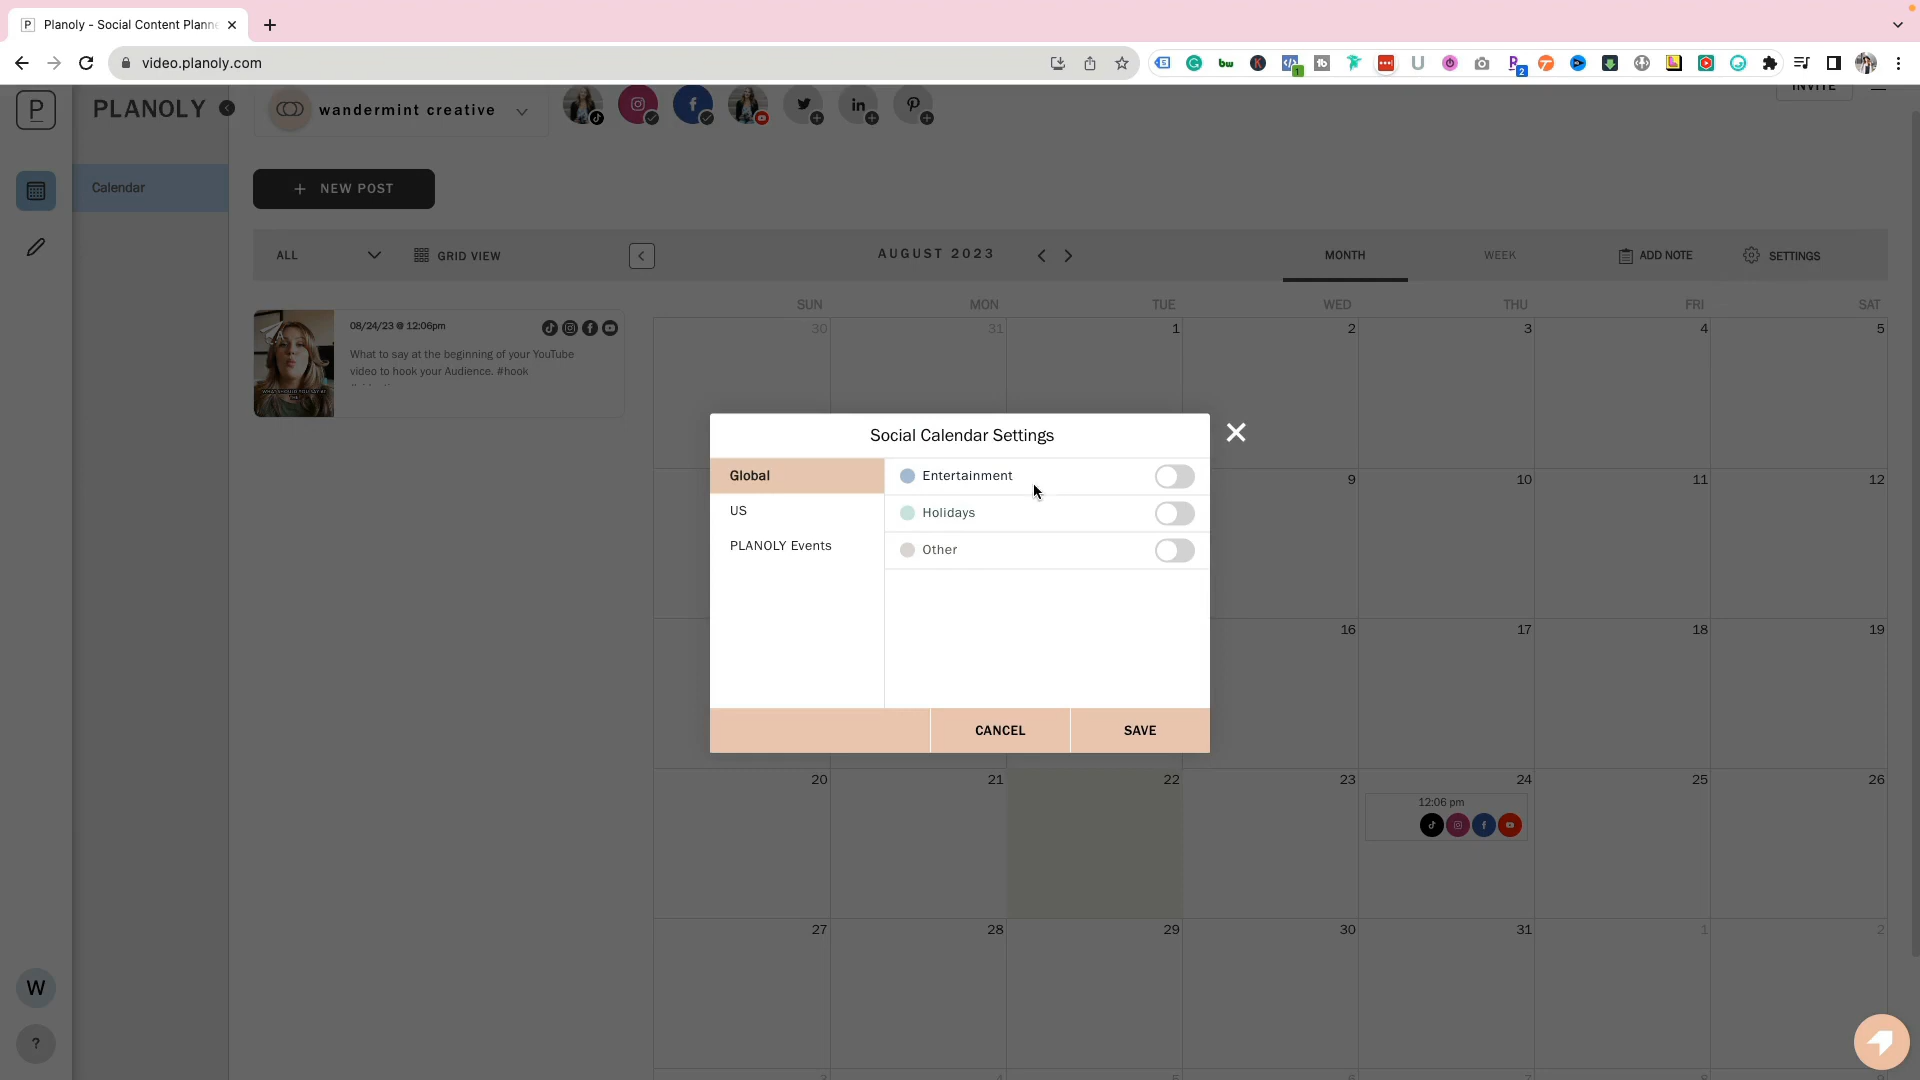 Planoly - Social Content Planne
video.planoly.com
1
2
P
PLANOLY
wandermint creative
INVITE
Calendar
+ NEW POST
ALL
GRID VIEW
AUGUST 2023
MONTH
WEEK
ADD NOTE
SETTINGS
SUN MON TUE WED THU FRI SAT
30 31 1 2 3 4 5
08/24/23 @ 12:06pm
What to say at the beginning of your YouTube
video to hook your Audience. #hook
Social Calendar Settings
Global
US
PLANOLY Events
Entertainment
Holidays
Other
CANCEL
SAVE
9 10 11 12
16 17 18 19
20 21 22 23 24 25 26
12:06 pm
27 28 29 30 31 1 2
W
?